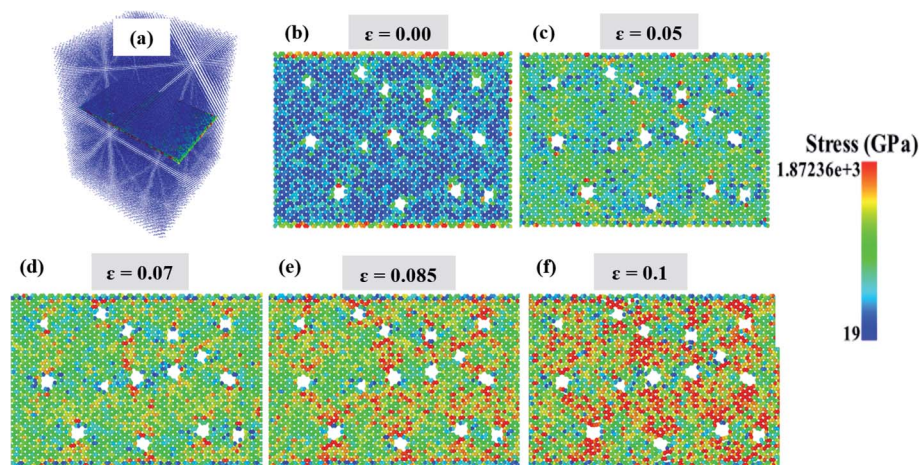 (a)
(b)
ε = 0.00
(c)
ε = 0.05
Stress (GPa)
1.87236e+3
19
(d)
ε = 0.07
(e)
ε = 0.085
(f)
ε = 0.1